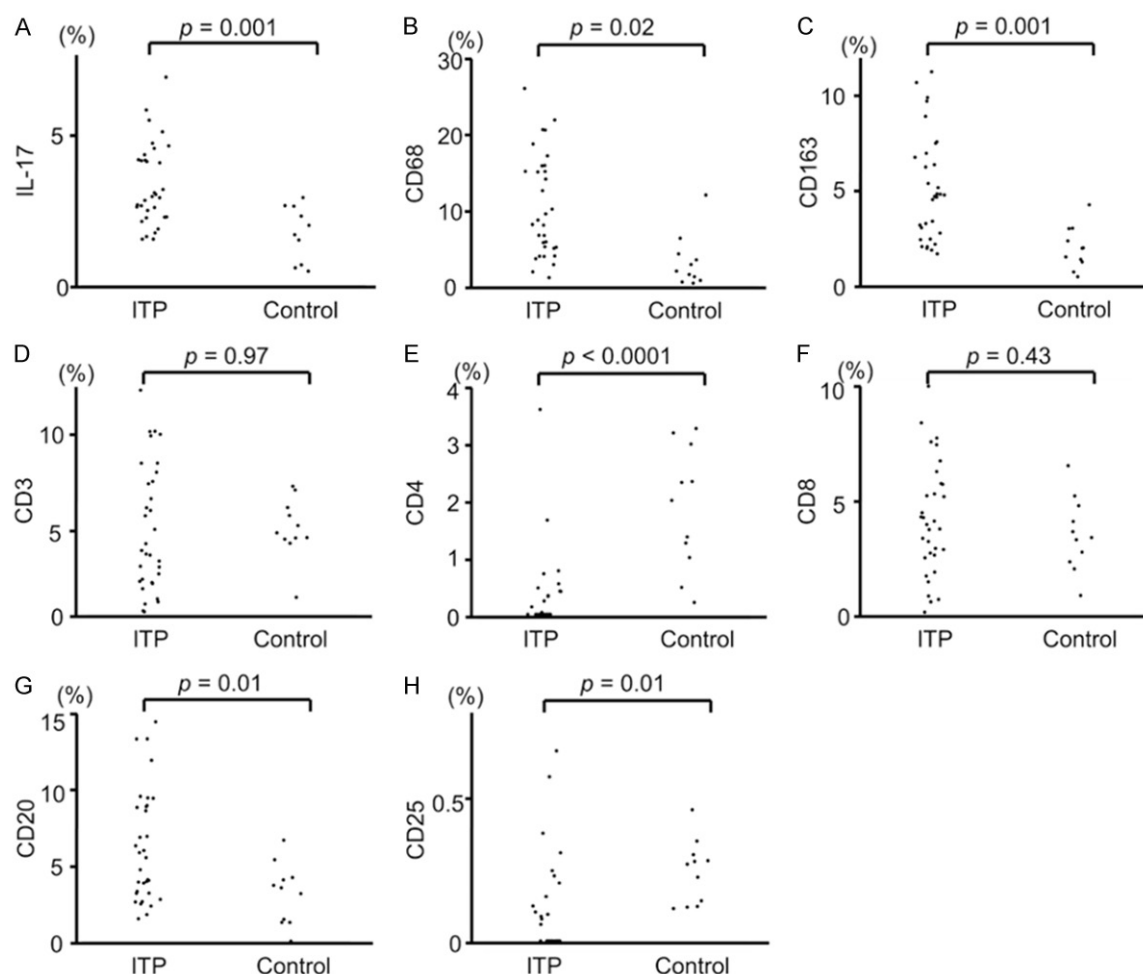 A
(%)
p = 0.001
IL-17
5
0
ITP
Control
B
(%)
p = 0.02
CD68
30
20
10
0
ITP
Control
C
(%)
p = 0.001
CD163
10
5
0
ITP
Control
D
(%)
p = 0.97
CD3
10
5
0
ITP
Control
E
(%)
p < 0.0001
CD4
4
3
2
1
0
ITP
Control
F
(%)
p = 0.43
CD8
10
5
0
ITP
Control
G
(%)
p = 0.01
CD20
15
10
5
0
ITP
Control
H
(%)
p = 0.01
CD25
0.5
0
ITP
Control